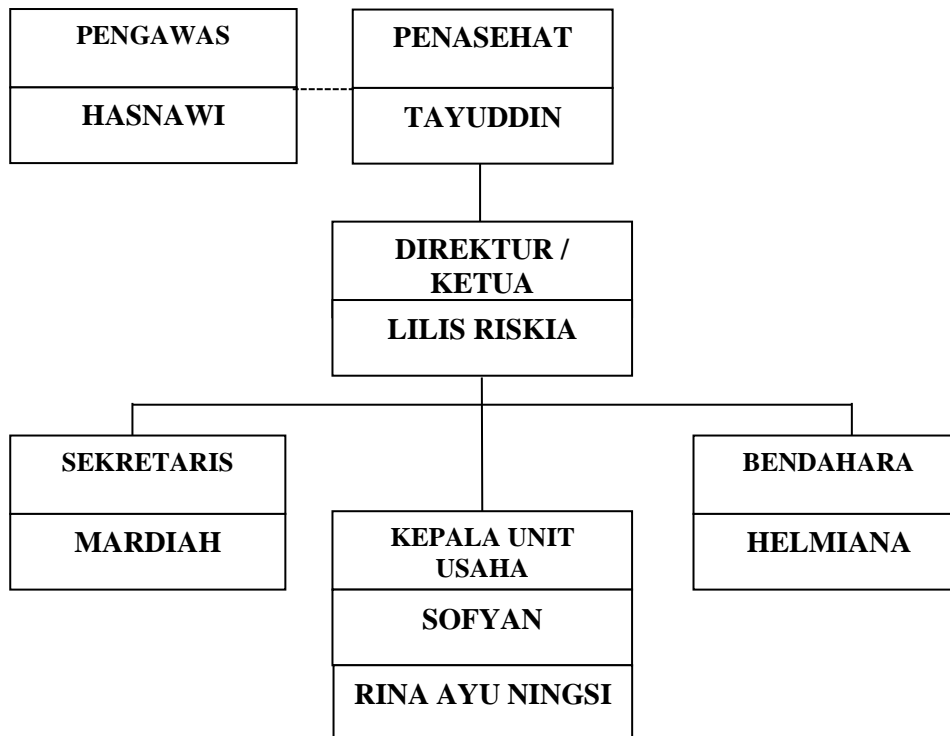 PENGAWAS
HASNAWI
PENASEHAT
TAYUDDIN
DIREKTUR /
KETUA
LILIS RISKIA
SEKRETARIS
MARDIAH
KEPALA UNIT
USAHA
SOFYAN
RINA AYU NINGSI
BENDAHARA
HELMIANA